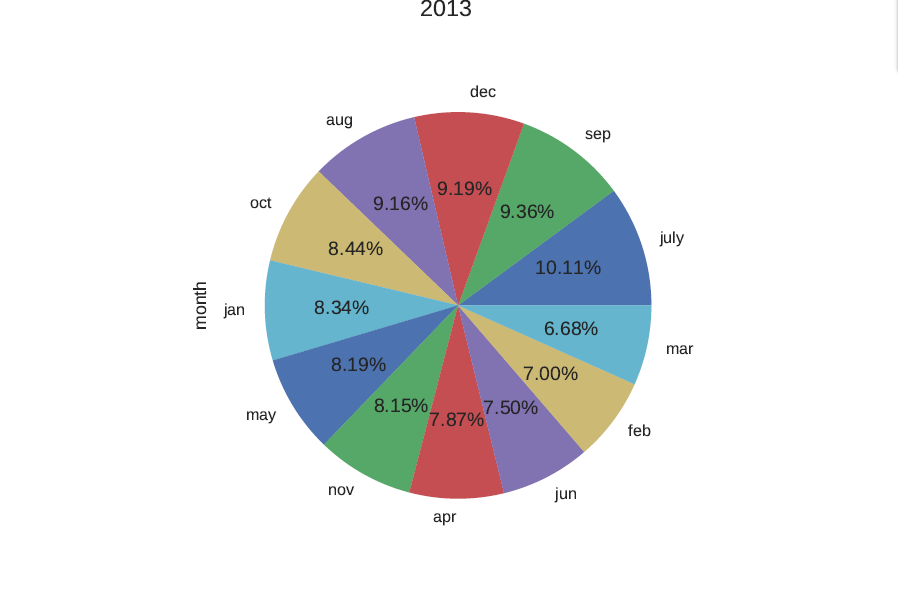 2013
dec
aug
sep
9.19%
oct
9.16%
9.36%
july
8.44%
10.11%
month
jan
8.34%
6.68%
mar
8.19%
7.00%
may
8.15%
7.87%
7.50%
feb
nov
jun
apr